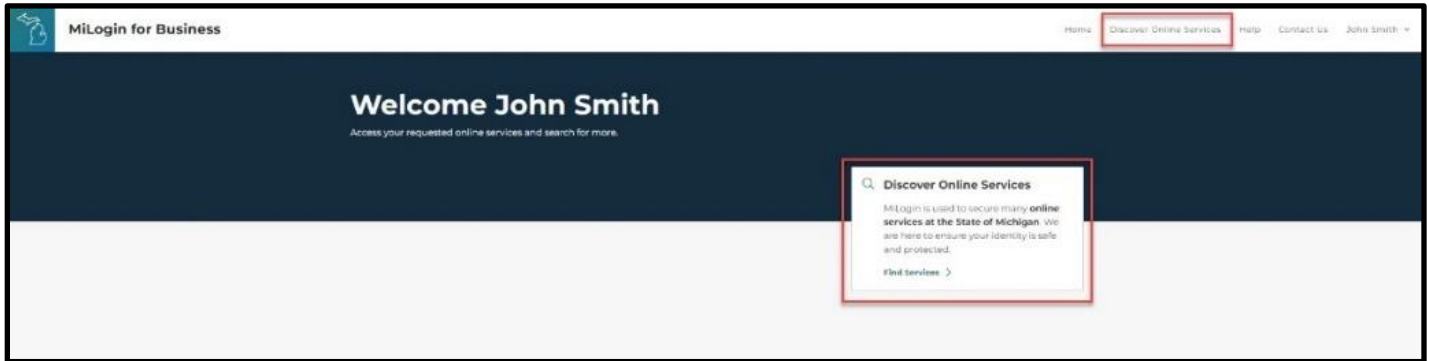 MiLogin for Business
Home Discover Online Services Help Contact Us John Smith
Welcome John Smith
Access your requested online services and search for more.
Discover Online Services
MiLogin is used to secure many online
services at the State of Michigan. We
are here to ensure your identity is safe
and protected.
Find Services